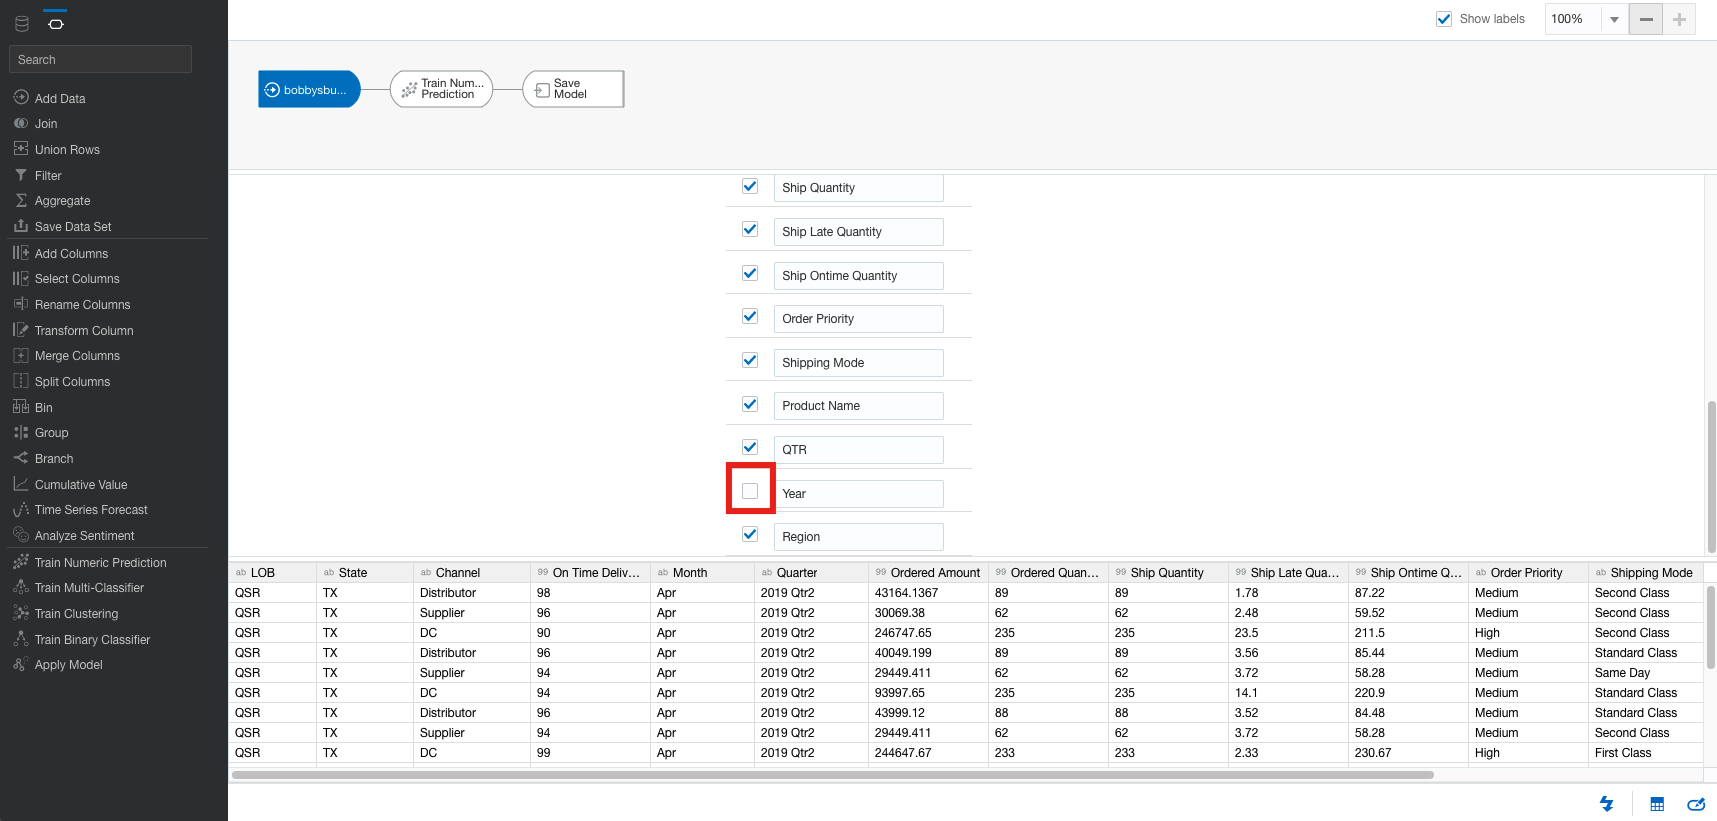 Show labels
100%
Search
bobbysbu...
Train Num...
Prediction
Save
Model
Add Data
Join
Union Rows
Filter
Aggregate
Save Data Set
Add Columns
Select Columns
Rename Columns
Transform Column
Merge Columns
Split Columns
Bin
Group
Branch
Cumulative Value
Time Series Forecast
Analyze Sentiment
Train Numeric Prediction
Train Multi-Classifier
Train Clustering
Train Binary Classifier
Apply Model
Ship Quantity
Ship Late Quantity
Ship Ontime Quantity
Order Priority
Shipping Mode
Product Name
QTR
Year
Region
ab LOB ab State ab Channel 99 On Time Deliv... ab Month ab Quarter 99 Ordered Amount 99 Ordered Quan... 99 Ship Quantity 99 Ship Late Qua... 99 Ship Ontime Q... ab Order Priority ab Shipping Mode
QSR TX Distributor 98 Apr 2019 Qtr2 43164.1367 89 89 1.78 87.22 Medium Second Class
QSR TX Supplier 96 Apr 2019 Qtr2 30069.38 62 62 2.48 59.52 Medium Second Class
QSR TX DC 90 Apr 2019 Qtr2 246747.65 235 235 23.5 211.5 High Second Class
QSR TX Distributor 96 Apr 2019 Qtr2 40049.199 89 89 3.56 85.44 Medium Standard Class
QSR TX Supplier 94 Apr 2019 Qtr2 29449.411 62 62 3.72 58.28 Medium Same Day
QSR TX DC 94 Apr 2019 Qtr2 93997.65 235 235 14.1 220.9 Medium Standard Class
QSR TX Distributor 96 Apr 2019 Qtr2 43999.12 88 88 3.52 84.48 Medium Standard Class
QSR TX Supplier 94 Apr 2019 Qtr2 29449.411 62 62 3.72 58.28 Medium Second Class
QSR TX DC 99 Apr 2019 Qtr2 244647.67 233 233 2.33 230.67 High First Class